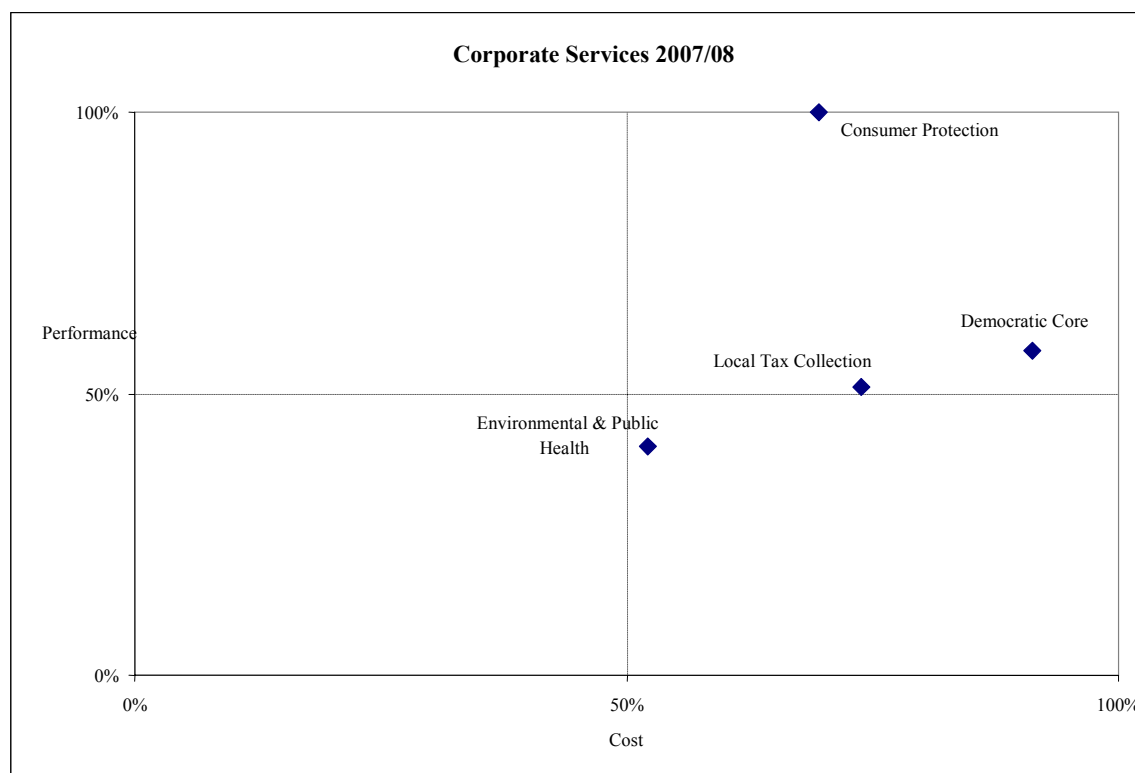 Corporate Services 2007/08
100%
Consumer Protection
Democratic Core
Performance
Local Tax Collection
50%
Environmental & Public
Health
0%
0%
50%
100%
Cost